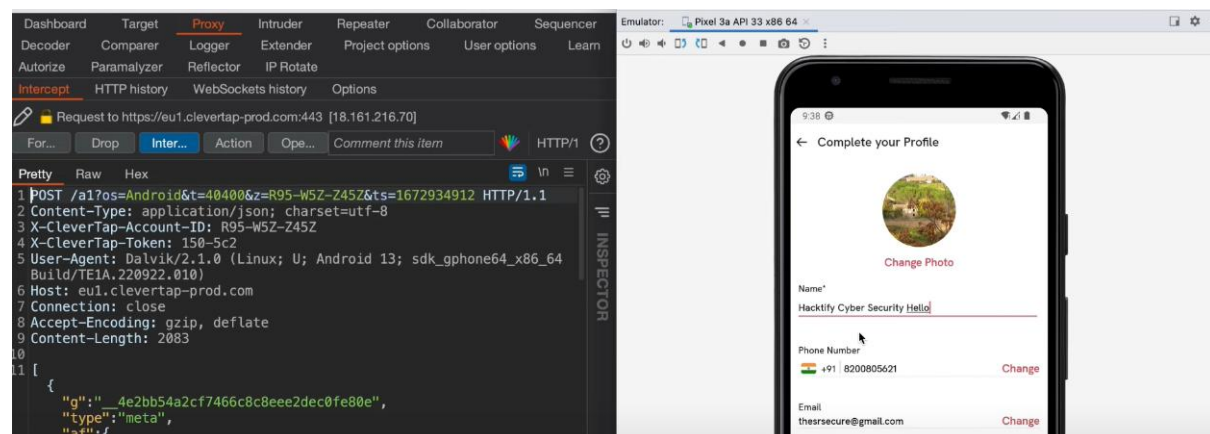 Dashboard Target Proxy Intruder Repeater Collaborator Sequencer
Decoder Comparer Logger Extender Project options User options Learn
Autorize Paramalyzer Reflector IP Rotate
Intercept HTTP history WebSockets history Options
Request to https://eu1.clevertap-prod.com:443 [18.161.216.70]
For... Drop Inter... Action Ope... Comment this item HTTP/1 ?
Pretty Raw Hex \n
1 POST /a1?os=Android&t=40400&z=R95-W5Z-Z45Z&ts=1672934912 HTTP/1.1
2 Content-Type: application/json; charset=utf-8
3 X-CleverTap-Account-ID: R95-W5Z-Z45Z
4 X-CleverTap-Token: 150-5c2
5 User-Agent: Dalvik/2.1.0 (Linux; U; Android 13; sdk_gphone64_x86_64
Build/TE1A.220922.010)
6 Host: eu1.clevertap-prod.com
7 Connection: close
8 Accept-Encoding: gzip, deflate
9 Content-Length: 2083
10
11 [
{
"g":"__4e2bb54a2cf7466c8c8eee2dec0fe80e",
"type":"meta",
"af":{
INSPECTOR
Emulator: Pixel 3a API 33 x86 64
9:38
Complete your Profile
Change Photo
Name*
Hacktify Cyber Security Hello
Phone Number
+91 8200805621 Change
Email
thesrsecure@gmail.com Change